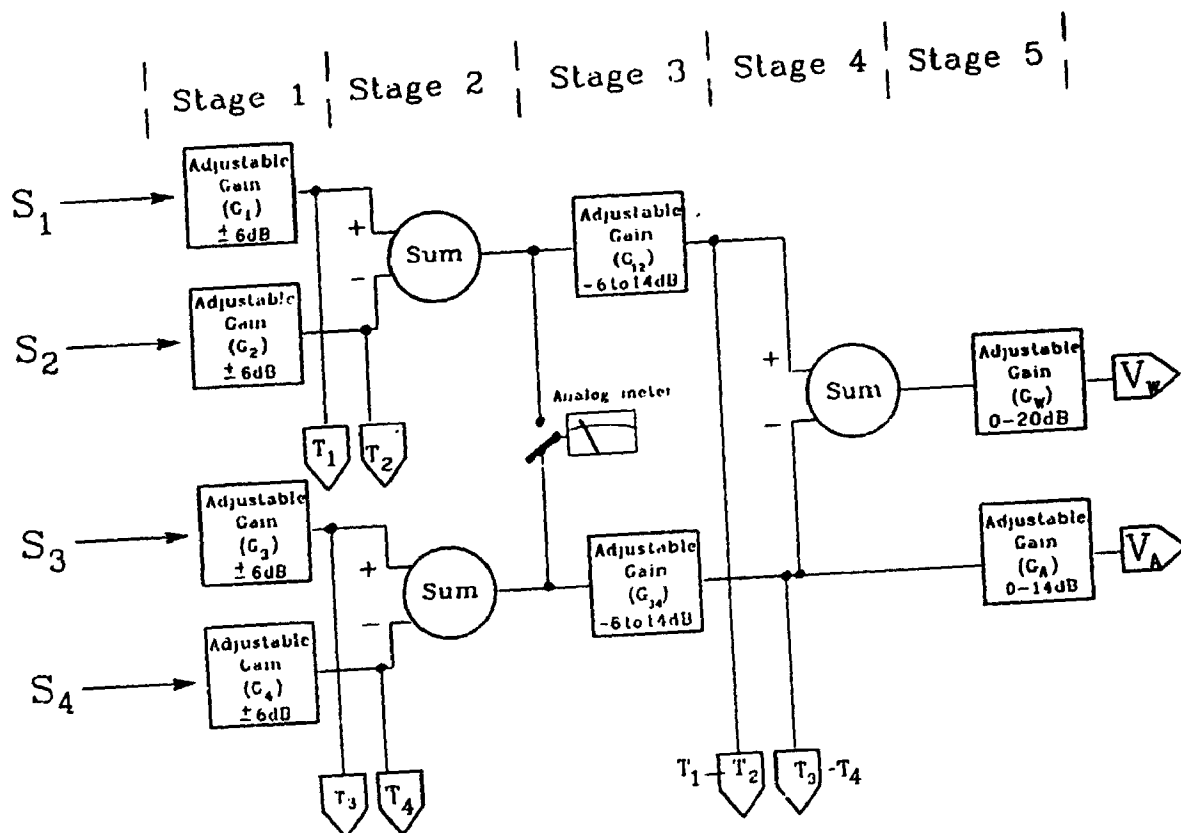 Stage 1
Stage 2
Stage 3
Stage 4
Stage 5
S1
Adjustable
Gain
(G1)
± 6dB
+
-
Sum
S2
Adjustable
Gain
(G2)
± 6dB
T1
T2
Adjustable
Gain
(G12)
-6 to 14dB
Analog meter
+
-
Sum
Adjustable
Gain
(GW)
0-20dB
VW
S3
Adjustable
Gain
(G3)
± 6dB
+
-
Sum
S4
Adjustable
Gain
(G4)
± 6dB
T3
T4
Adjustable
Gain
(G34)
-6 to 14dB
Adjustable
Gain
(GA)
0-14dB
VA
T1-T2
T3-T4